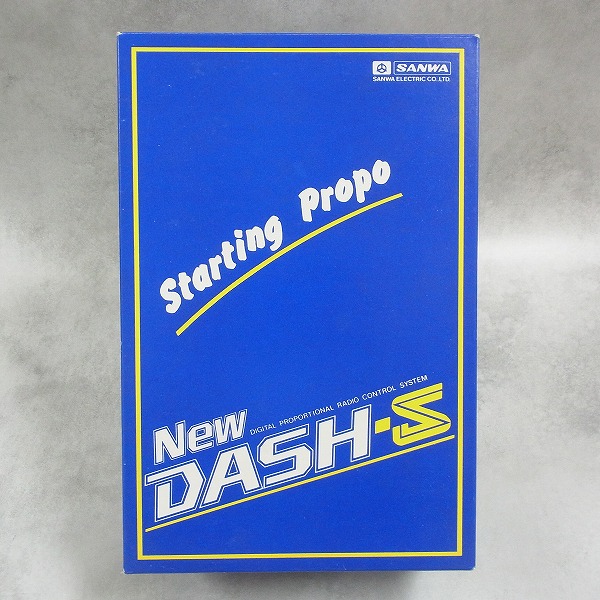 SANWA
SANWA ELECTRIC CO.,LTD.
Starting Propo
New
DIGITAL PROPORTIONAL RADIO CONTROL SYSTEM
DASH-S